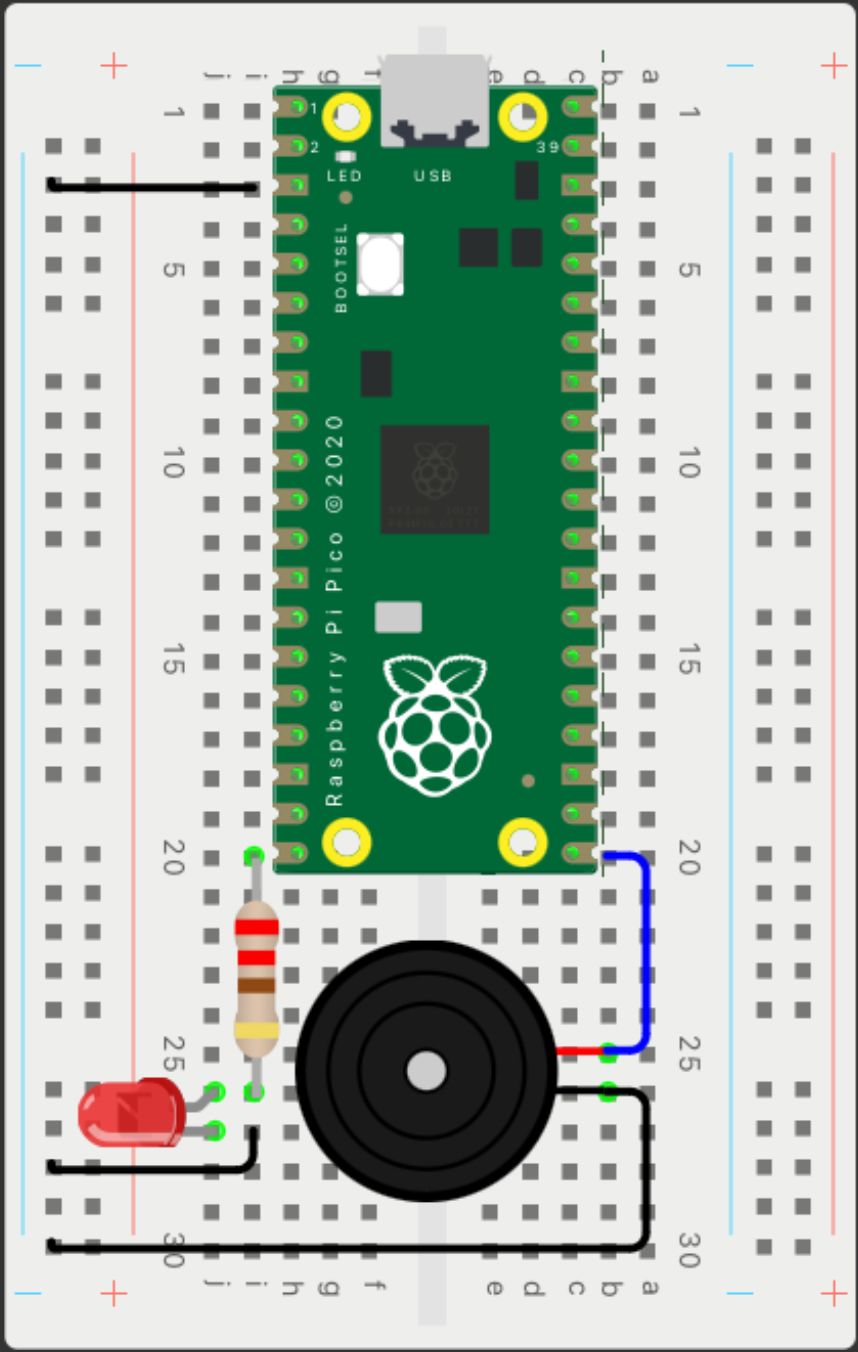 − + − +
j i h g f e d c b a
1 1
1
2 39
LED USB
BOOTSEL
5 5
Raspberry Pi Pico ©2020
10 10
15 15
20 20
25 25
30 30
j i h g f e d c b a
− + − +